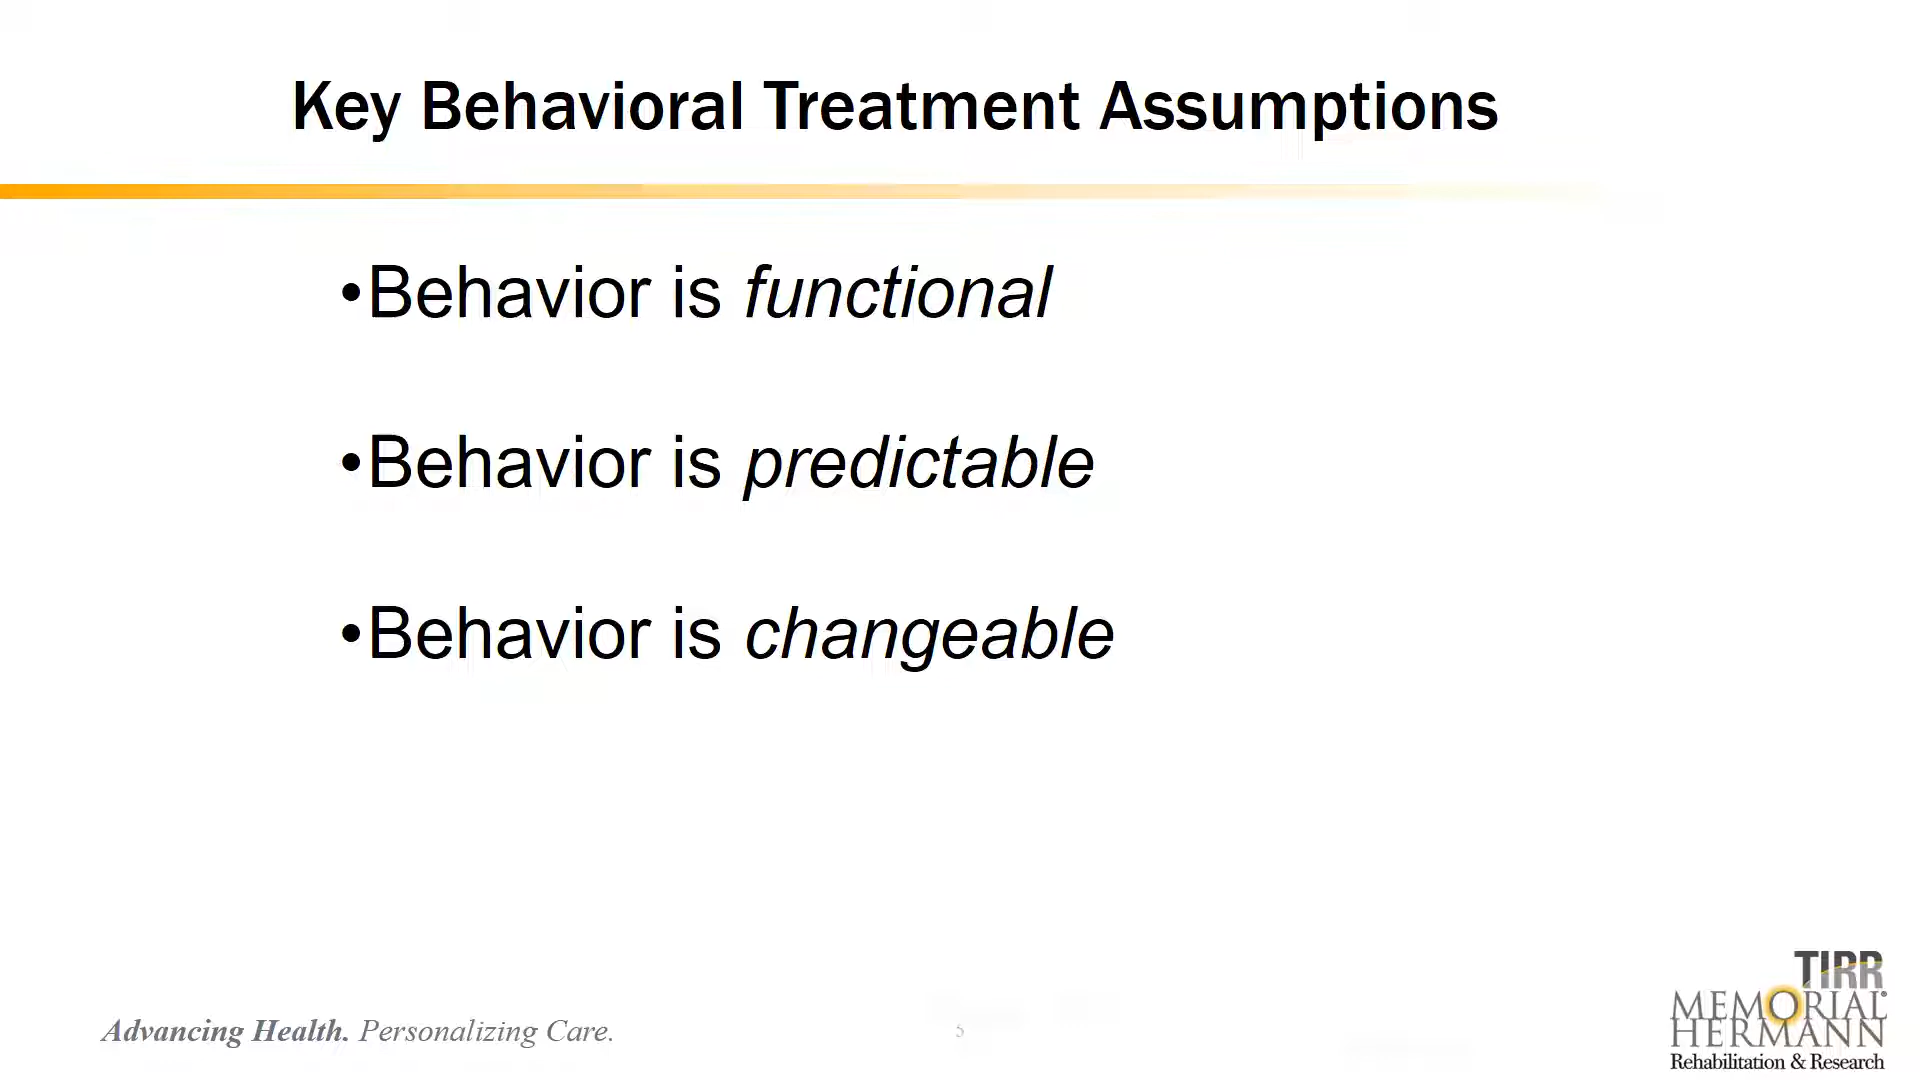 Key Behavioral Treatment Assumptions
•Behavior is functional
•Behavior is predictable
•Behavior is changeable
Advancing Health. Personalizing Care.
5
TIRR
MEMORIAL®
HERMANN
Rehabilitation & Research